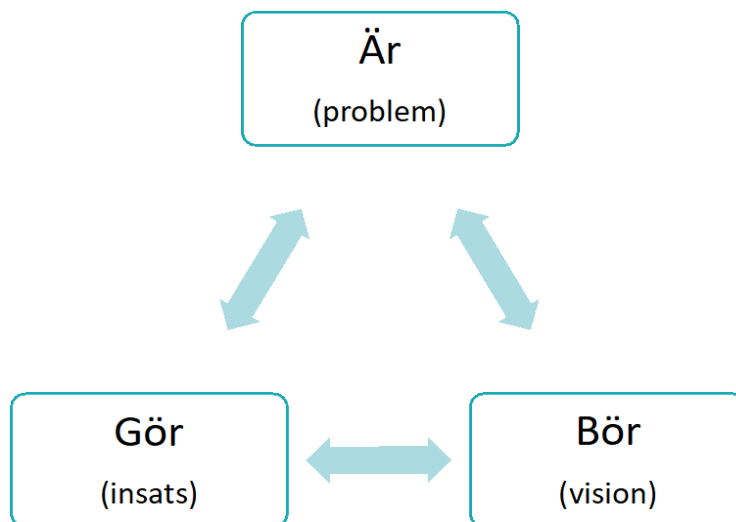 Är
(problem)
Gör
(insats)
Bör
(vision)